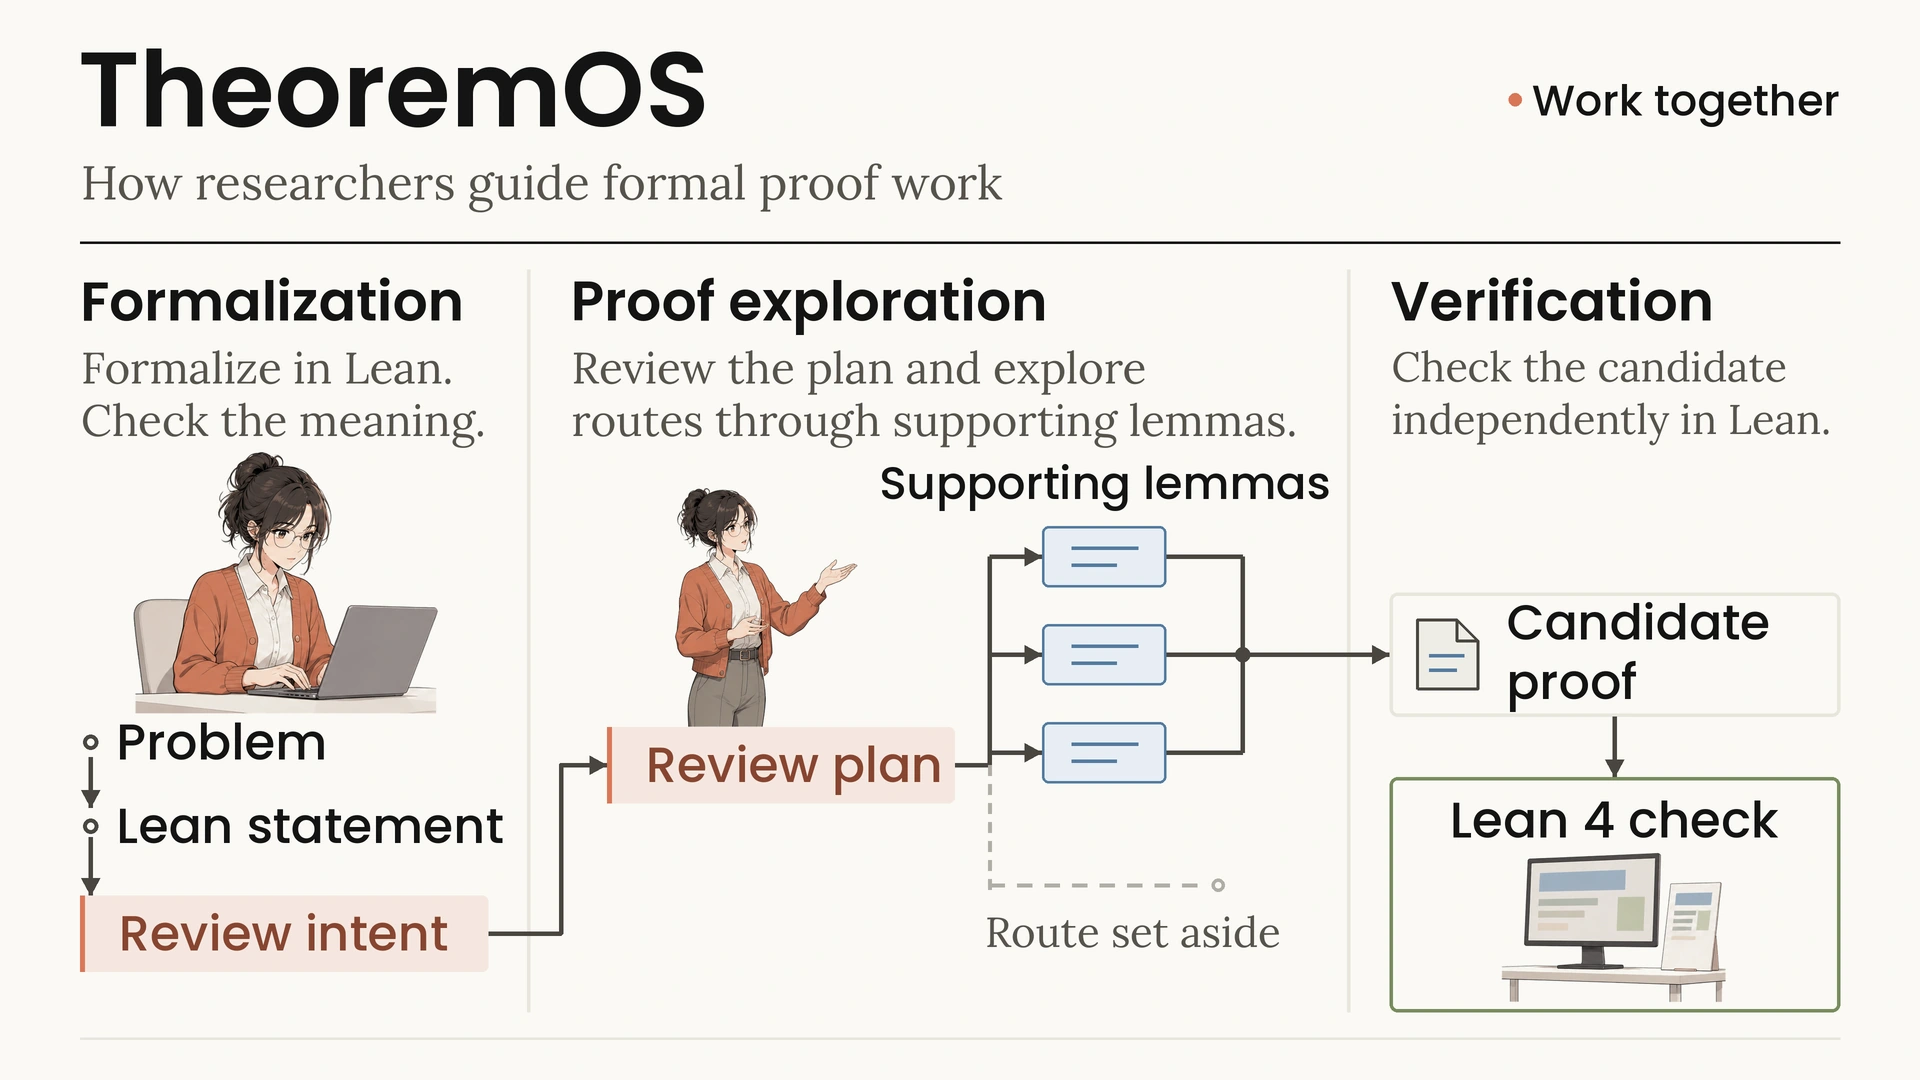 TheoremOS
Work together
How researchers guide formal proof work
Formalization
Formalize in Lean.
Check the meaning.
Problem
Lean statement
Review intent
Proof exploration
Review the plan and explore
routes through supporting lemmas.
Supporting lemmas
Review plan
Route set aside
Verification
Check the candidate
independently in Lean.
Candidate
proof
Lean 4 check